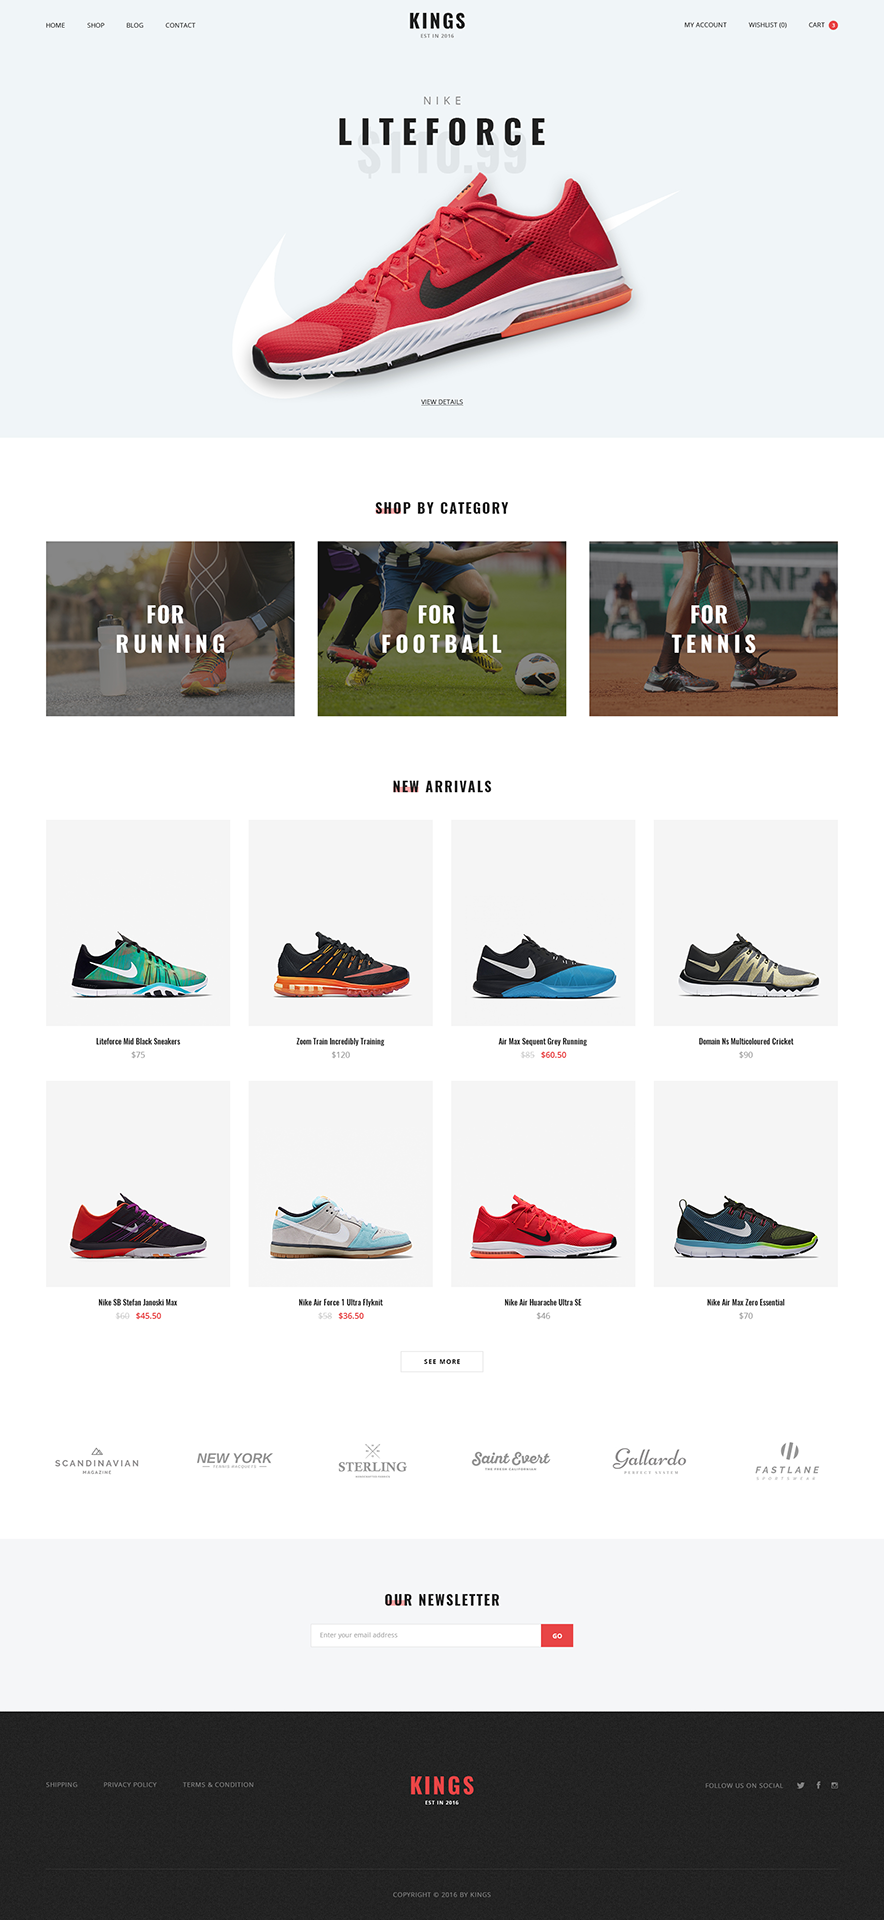 HOME SHOP BLOG CONTACT
KINGS
EST IN 2016
MY ACCOUNT WISHLIST (0) CART 3
NIKE
LITEFORCE
$110.99
VIEW DETAILS
SHOP BY CATEGORY
FOR
RUNNING
FOR
FOOTBALL
FOR
TENNIS
BNP
NEW ARRIVALS
Liteforce Mid Black Sneakers
$75
Zoom Train Incredibly Training
$120
Air Max Sequent Grey Running
$85 $60.50
Domain Ns Multicoloured Cricket
$90
Nike SB Stefan Janoski Max
$60 $45.50
Nike Air Force 1 Ultra Flyknit
$58 $36.50
Nike Air Huarache Ultra SE
$46
Nike Air Max Zero Essential
$70
SEE MORE
SCANDINAVIAN
MAGAZINE
NEW YORK
TENNIS RACQUETS
STERLING
Saint Evert
THE FRESH CALIFORNIAN
Gallardo
PERFECT SYSTEM
FASTLANE
SPORTSWEAR
OUR NEWSLETTER
Enter your email address
GO
SHIPPING PRIVACY POLICY TERMS & CONDITION
KINGS
EST IN 2016
FOLLOW US ON SOCIAL
COPYRIGHT © 2016 BY KINGS